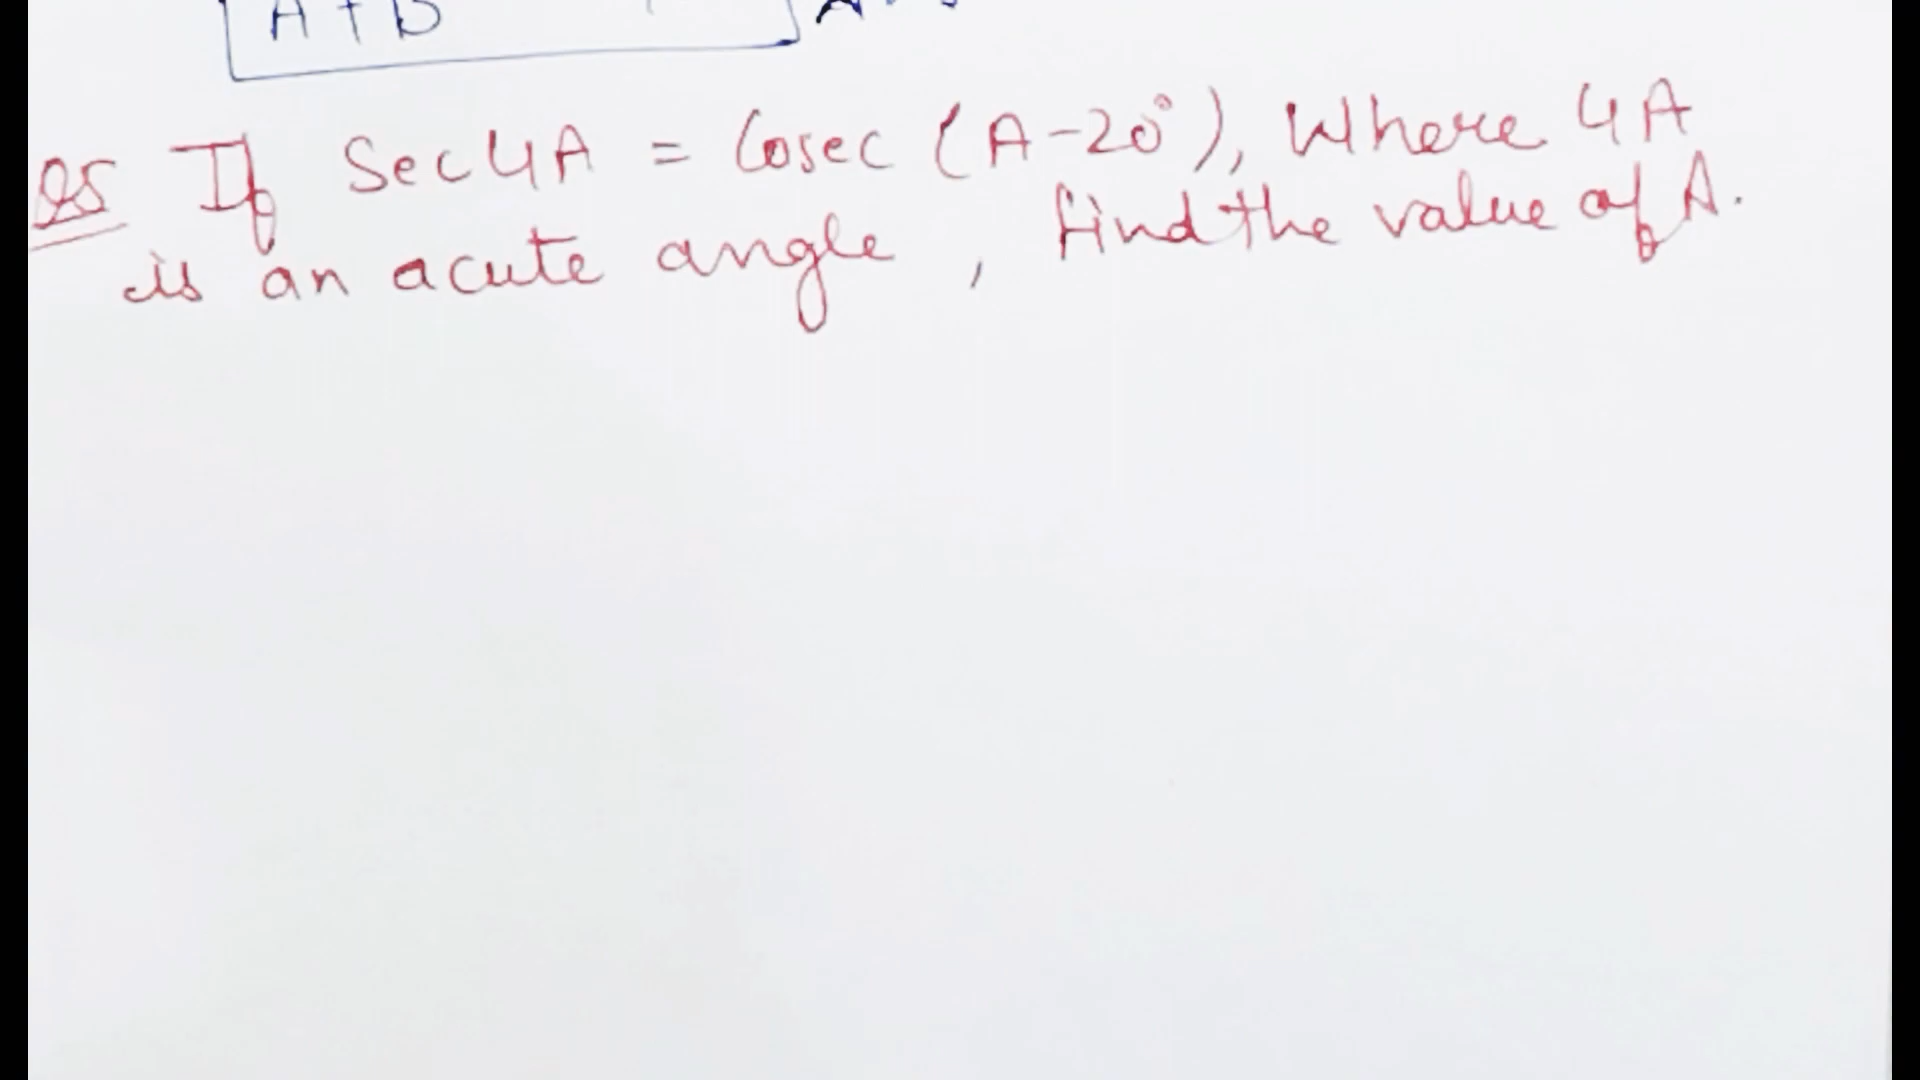 A + B
Q5 If Sec4A = Cosec (A-20°), Where 4A
is an acute angle, find the value of A.